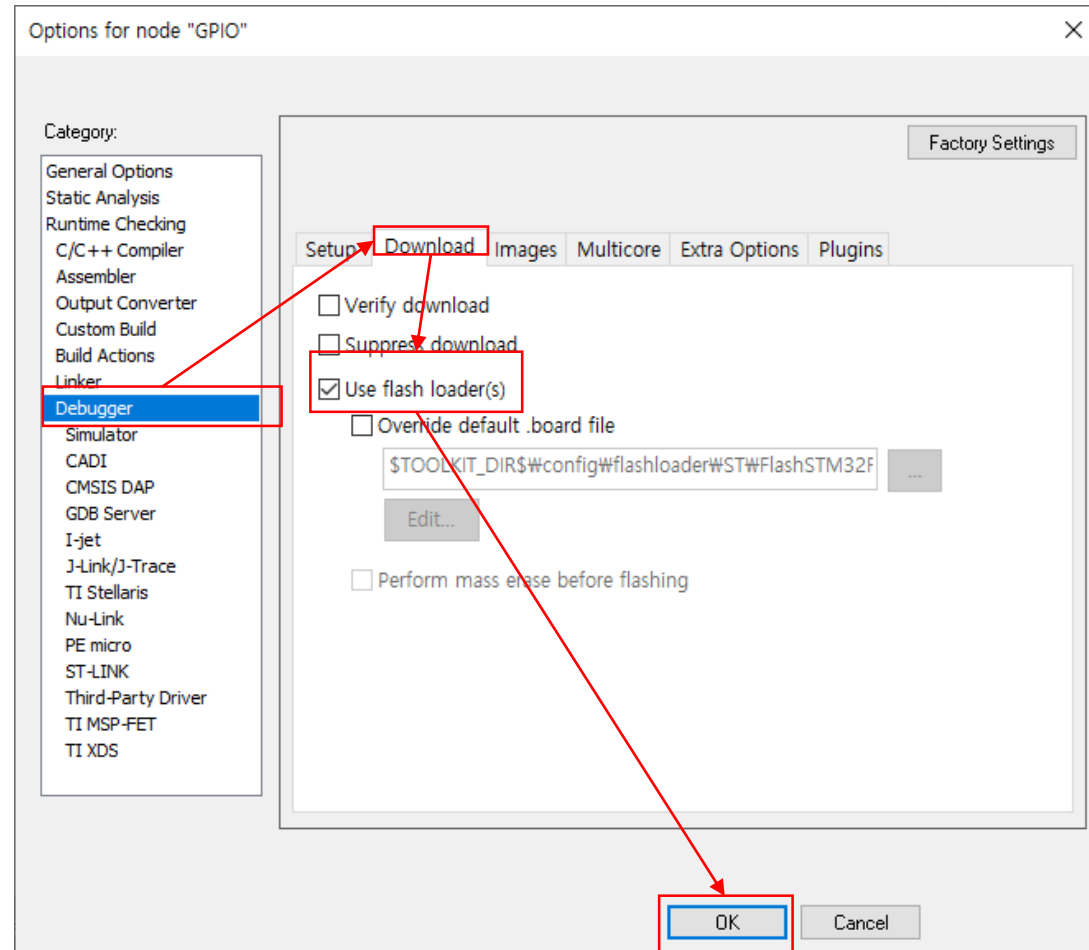 Options for node "GPIO"
Category:
Factory Settings
General Options
Static Analysis
Runtime Checking
C/C++ Compiler
Assembler
Output Converter
Custom Build
Build Actions
Linker
Debugger
Simulator
CADI
CMSIS DAP
GDB Server
I-jet
J-Link/J-Trace
TI Stellaris
Nu-Link
PE micro
ST-LINK
Third-Party Driver
TI MSP-FET
TI XDS
Setup Download Images Multicore Extra Options Plugins
Verify download
Suppress download
Use flash loader(s)
Override default .board file
$TOOLKIT_DIR$₩config₩flashloader₩ST₩FlashSTM32F
...
Edit...
Perform mass erase before flashing
OK Cancel